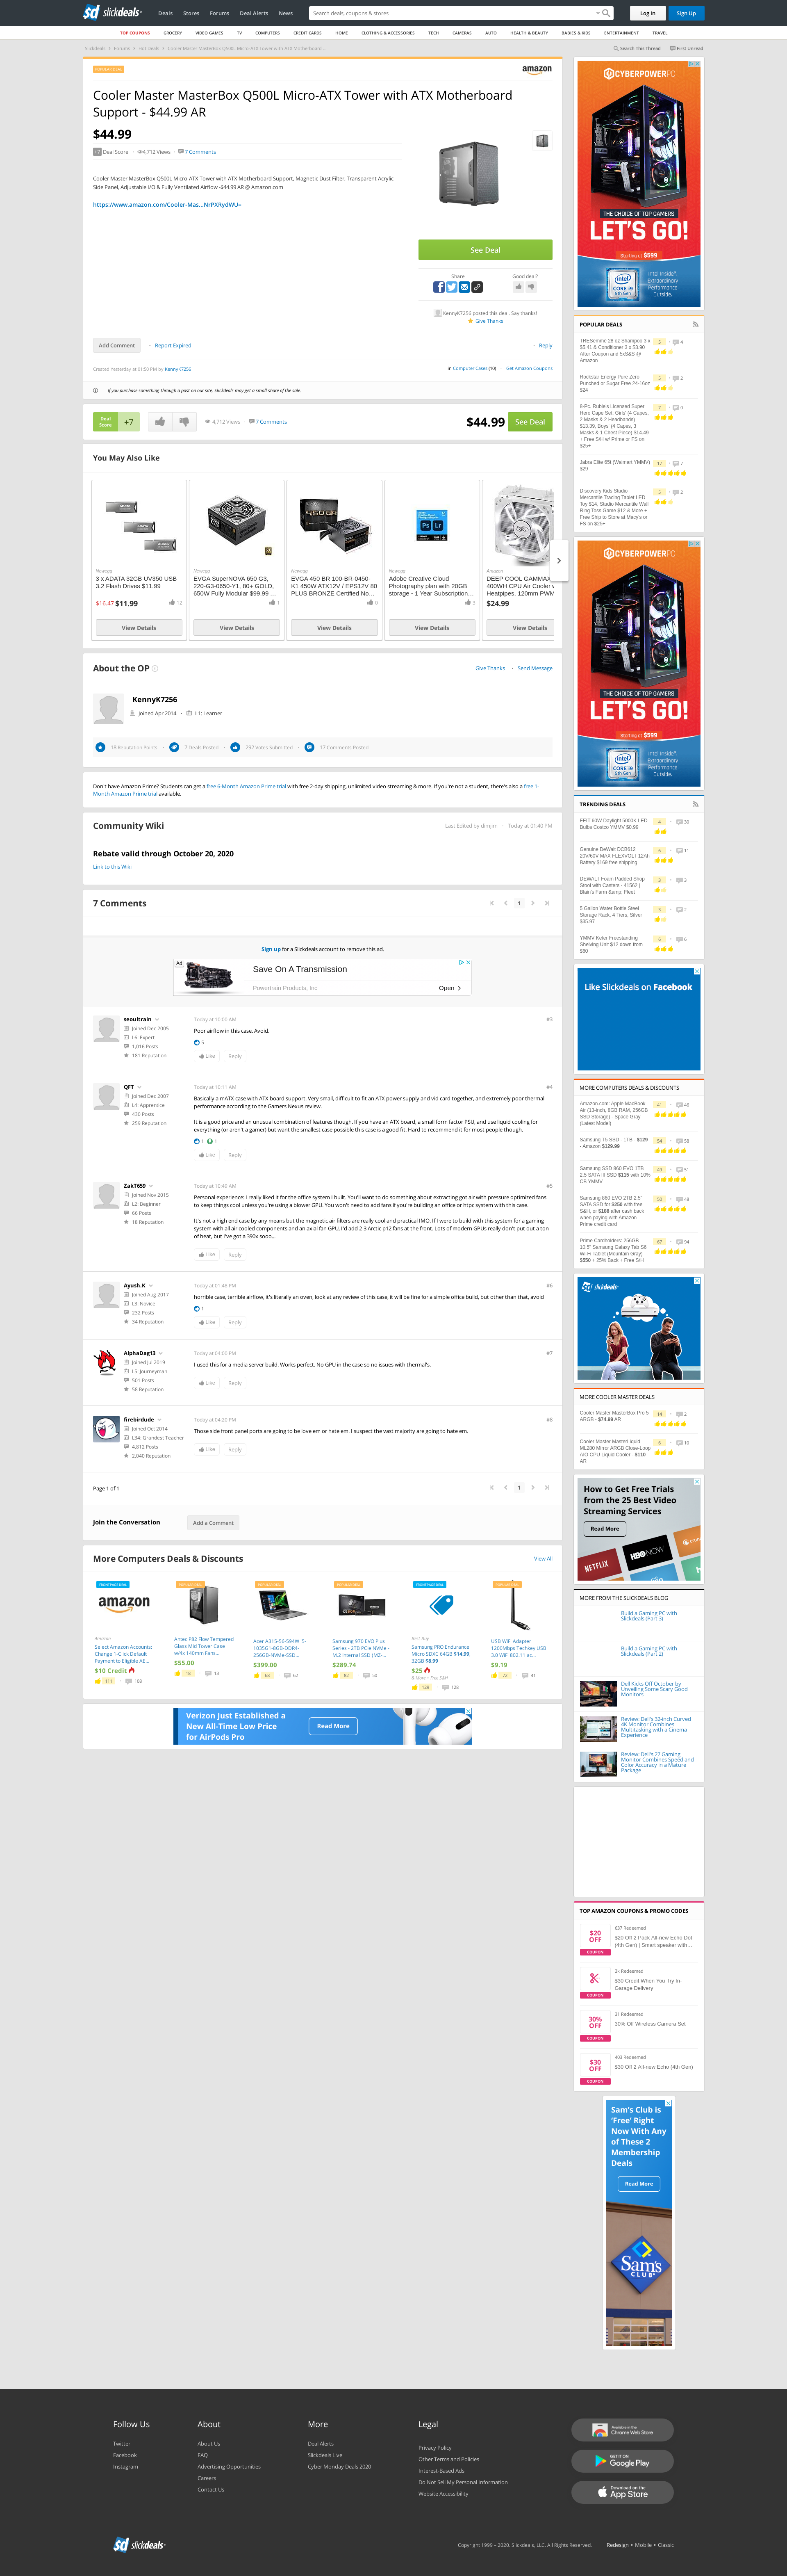 slickdeals
Deals Stores Forums Deal Alerts News
Search deals, coupons & scores
Log In Sign Up
TOP COUPONS GROCERY VIDEO GAMES TV COMPUTERS CREDIT CARDS HOME CLOTHING & ACCESSORIES TECH CAMERAS AUTO HEALTH & BEAUTY BABIES & KIDS ENTERTAINMENT TRAVEL
Slickdeals > Forums > Hot Deals > Cooler Master MasterBox Q500L Micro-ATX Tower with ATX Motherboard...
Search This Thread First Unread
amazon
Cooler Master MasterBox Q500L Micro-ATX Tower with ATX Motherboard
Support - $44.99 AR
$44.99
+7 Deal Score 4,712 Views 7 Comments
Cooler Master MasterBox Q500L Micro-ATX Tower with ATX Motherboard Support, Magnetic Dust Filter, Transparent Acrylic
Side Panel, Adjustable I/O & Fully Ventilated Airflow -$44.99 AR @ Amazon.com
https://www.amazon.com/Cooler-Mas...NrPXRydWU=
See Deal
Share Good deal?
KennyK7256 posted this deal. Say thanks!
Give Thanks
Add Comment Report Expired Reply
Created Yesterday at 01:50 PM by KennyK7256
in Computer Cases (10) Get Amazon Coupons
If you purchase something through a post on our site, Slickdeals may get a small share of the sale.
Deal
Score +7
4,712 Views 7 Comments
$44.99 See Deal
You May Also Like
Newegg
3 x ADATA 32GB UV350 USB
3.2 Flash Drives $11.99
$16.47 $11.99 12
View Details
Newegg
EVGA SuperNOVA 650 G3,
220-G3-0650-Y1, 80+ GOLD,
650W Fully Modular $99.99 ...
1
View Details
Newegg
EVGA 450 BR 100-BR-0450-
K1 450W ATX12V / EPS12V 80
PLUS BRONZE Certified No...
View Details
Newegg
Adobe Creative Cloud
Photography plan with 20GB
storage - 1 Year Subscription...
3
View Details
Amazon
DEEP COOL GAMMAX
400CPU Air Cooler w
Heatpipes, 120mm PWM
$24.99
View Details
About the OP
Give Thanks Send Message
KennyK7256
Joined Apr 2014 L1: Learner
78 Reputation Points 7 Deals Posted 292 Votes Submitted 17 Comments Posted
Don't have Amazon Prime? Students can get a free 6-Month Amazon Prime trial with free 2-day shipping, unlimited video streaming & more. If you're not a student, there's also a free 1-
Month Amazon Prime trial available.
Community Wiki
Last Edited by dimjim Today at 01:40 PM
Rebate valid through October 20, 2020
Link to this Wiki
7 Comments
1
Sign up for a Slickdeals account to remove this ad.
Ad
Save On A Transmission
Powertrain Products, Inc
Open
seoultrain
Joined Dec 2005
L6: Expert
1,016 Posts
181 Reputation
Today at 10:00 AM #3
Poor airflow in this case. Avoid.
5
Like Reply
QFT
Joined Dec 2007
L4: Apprentice
430 Posts
259 Reputation
Today at 10:11 AM #4
Basically a mATX case with ATX board support. Very small, difficult to fit an ATX power supply and vid card together, and extremely poor thermal
performance according to the Gamers Nexus review.
It is a good price and an unusual combination of features though. If you have an ATX board, a small form factor PSU, and use liquid cooling for
everything (or aren't a gamer) but want the smallest case possible this case is a good fit. Hard to recommend it for most people though.
1 1
Like Reply
ZakT659
Joined Nov 2015
L2: Beginner
66 Posts
18 Reputation
Today at 10:49 AM #5
Personal experience: I really liked it for the office system I built. You'll want to do something about extracting hot air with pressure optimized fans
to keep things cool unless you're using a blower GPU. You won't need to add fans if you're building an office or htpc system with this case.
It's not a high end case by any means but the magnetic air filters are really cool and practical IMO. If I were to build with this system for a gaming
system with all air cooled components and an axial fan GPU, I'd add 2-3 Arctic p12 fans at the front. Lots of modern GPUs really don't put out a ton
of heat, but I've got a 390x sooo...
Like Reply
Ayush.K
Joined Aug 2017
L3: Novice
232 Posts
34 Reputation
Today at 01:48 PM #6
horrible case, terrible airflow, it's literally an oven, look at any review of this case, it will be fine for a simple office build, but other than that, avoid
1
Like Reply
AlphaDag13
Joined Jul 2019
L5: Journeyman
501 Posts
58 Reputation
Today at 04:06 PM #7
I used this for a media server build. Works perfect. No GPU in the case so no issues with thermal's.
Like Reply
firebirdude
Joined Oct 2014
L34: Grandest Teacher
4,812 Posts
2,040 Reputation
Today at 04:20 PM #8
Those side front panel ports are going to be love em or hate em. I suspect the vast majority are going to hate em.
Like Reply
Page 1 of 1 1
Join the Conversation Add a Comment
More Computers Deals & Discounts View All
amazon
Amazon
Select Amazon Accounts:
Change 1-Click Default
Payment to Eligible AE...
$10 Credit
111 168
Antec P82 Flow Tempered
Glass Mid Tower Case
w/4x 140mm Fans...
$55.00
18 13
Acer A315-56-594W i5-
1035G1-8GB-DDR4-
256GB-NVMe-SSD...
$399.00
68 62
Samsung 970 EVO Plus
Series - 2TB PCIe NVMe -
M.2 Internal SSD (MZ-...
$289.74
62 50
Best Buy
Samsung PRO Endurance
Micro SDXC 64GB $14.99,
32GB $8.99
$25
& More + Free S&H
129 128
USB WiFi Adapter
1200Mbps Techkey USB
3.0 WiFi 802.11 ac...
$9.19
72 41
Verizon Just Established a
New All-Time Low Price
for AirPods Pro
Read More
CYBERPOWERPC
THE CHOICE OF TOP GAMERS
LET'S GO!
Starting at $599
intel CORE i9 9th Gen
Intel Inside®.
Extraordinary
Performance
Outside.
POPULAR DEALS
TRESemmé 28 oz Shampoo 3 x
$5.41 & Conditioner 3 x $3.90
After Coupon and 5xS&S @
Amazon
5 4
Rockstar Energy Pure Zero
Punched or Sugar Free 24-16oz
$24
5 2
8-Pc. Rubie's Licensed Super
Hero Cape Set: Girls' (4 Capes,
2 Masks & 2 Headbands)
$13.39, Boys' (4 Capes, 3
Masks & 1 Chest Piece) $14.49
+ Free S/H w/ Prime or FS on
$25+
7 0
Jabra Elite 65t (Walmart YMMV)
$29
17 7
Discovery Kids Studio
Mercantile Tracing Tablet LED
Toy $14, Studio Mercantile Wall
Ring Toss Game $12 & More +
Free Ship to Store at Macy's or
FS on $25+
5 2
CYBERPOWERPC
THE CHOICE OF TOP GAMERS
LET'S GO!
Starting at $599
intel CORE i9 9th Gen
Intel Inside®.
Extraordinary
Performance
Outside.
TRENDING DEALS
FEIT 60W Daylight 5000K LED
Bulbs Costco YMMV $0.99
4 30
Genuine DeWalt DCB612
20V/60V MAX FLEXVOLT 12Ah
Battery $169 free shipping
6 11
DEWALT Foam Padded Shop
Stool with Casters - 41562 |
Blain's Farm &amp; Fleet
3 3
5 Gallon Water Bottle Steel
Storage Rack, 4 Tiers, Silver
$35.97
3 2
YMMV Keter Freestanding
Shelving Unit $12 down from
$60
6 6
Like Slickdeals on Facebook
MORE COMPUTERS DEALS & DISCOUNTS
Amazon.com: Apple MacBook
Air (13-inch, 8GB RAM, 256GB
SSD Storage) - Space Gray
(Latest Model)
41 46
Samsung T5 SSD - 1TB - $129
- Amazon $129.99
54 58
Samsung SSD 860 EVO 1TB
2.5 SATA III SSD $115 with 10%
CB YMMV
49 51
Samsung 860 EVO 2TB 2.5"
SATA SSD for $250 with free
S&H, or $188 after cash back
when paying with Amazon
Prime credit card
50 48
Prime Cardholders: 256GB
10.5" Samsung Galaxy Tab S6
Wi-Fi Tablet (Mountain Gray)
$550 + 25% Back + Free S/H
67 94
slickdeals
MORE COOLER MASTER DEALS
Cooler Master MasterBox Pro 5
ARGB - $74.99 AR
14 2
Cooler Master MasterLiquid
ML280 Mirror ARGB Close-Loop
AIO CPU Liquid Cooler - $110
AR
6 10
How to Get Free Trials
from the 25 Best Video
Streaming Services
Read More
NETFLIX HBO NOW
MORE FROM THE SLICKDEALS BLOG
Build a Gaming PC with
Slickdeals (Part 3)
Build a Gaming PC with
Slickdeals (Part 2)
Dell Kicks Off October by
Unveiling Some Scary Good
Monitors
Review: Dell's 32-inch Curved
4K Monitor Combines
Multitasking with a Cinema
Experience
Review: Dell's 27 Gaming
Monitor Combines Speed and
Color Accuracy in a Mature
Package
TOP AMAZON COUPONS & PROMO CODES
$20
OFF
COUPON
637 Redeemed
$20 Off 2 Pack All-new Echo Dot
(4th Gen) | Smart speaker with...
COUPON
36 Redeemed
$30 Credit When You Try in-
Garage Delivery
30%
OFF
COUPON
31 Redeemed
30% Off Wireless Camera Set
$30
OFF
COUPON
403 Redeemed
$30 Off 2 All-new Echo (4th Gen)
Sam's Club is
'Free' Right
Now With Any
of These 2
Membership
Deals
Read More
Sam's
CLUB
Follow Us
Twitter
Facebook
Instagram
About
About Us
FAQ
Advertising Opportunities
Careers
Contact Us
More
Deal Alerts
Slickdeals Live
Cyber Monday Deals 2020
Legal
Privacy Policy
Other Terms and Policies
Interest-Based Ads
Do Not Sell My Personal Information
Website Accessibility
Available in the
Chrome Web Store
GET IT ON
Google Play
Download on the
App Store
slickdeals
Copyright 1999 - 2020. Slickdeals, LLC. All Rights Reserved. Redesign • Mobile • Classic